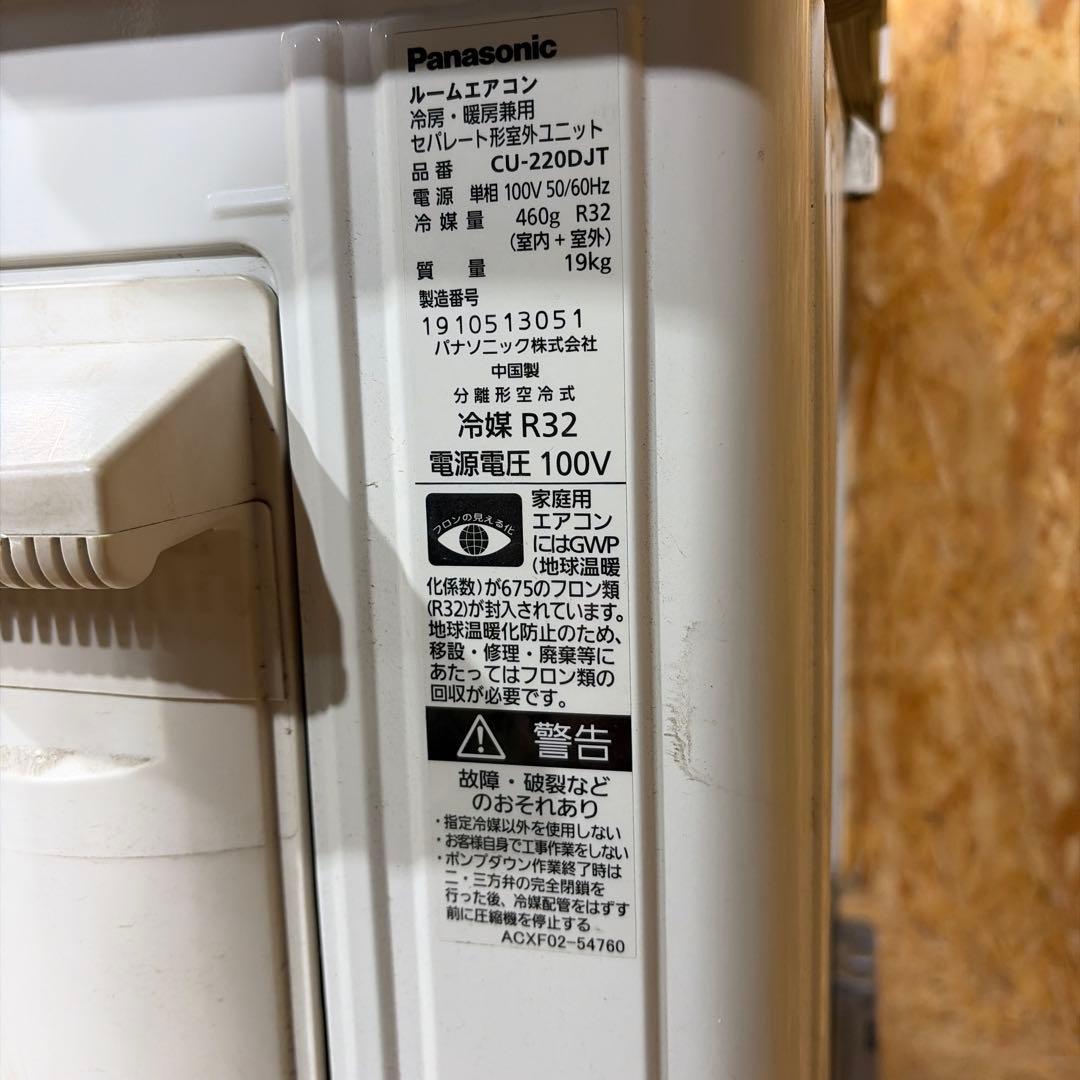 Panasonic
ルームエアコン
冷房・暖房兼用
セパレート形室外ユニット
品番 CU-220DJT
電源 単相 100V 50/60Hz
冷媒量 460g R32
(室内+室外)
質量 19kg
製造番号
1910513051
パナソニック株式会社
中国製
分離形空冷式
冷媒 R32
電源電圧 100V
フロンの見える化
家庭用
エアコン
にはGWP
(地球温暖
化係数)が675のフロン類
(R32)が封入されています。
地球温暖化防止のため、
移設・修理・廃棄等に
あたってはフロン類の
回収が必要です。
警告
故障・破裂など
のおそれあり
・指定冷媒以外を使用しない
・お客様自身で工事作業をしない
・ポンプダウン作業終了時は
二・三方弁の完全閉鎖を
行った後、冷媒配管をはずす
前に圧縮機を停止する
ACXF02-54760